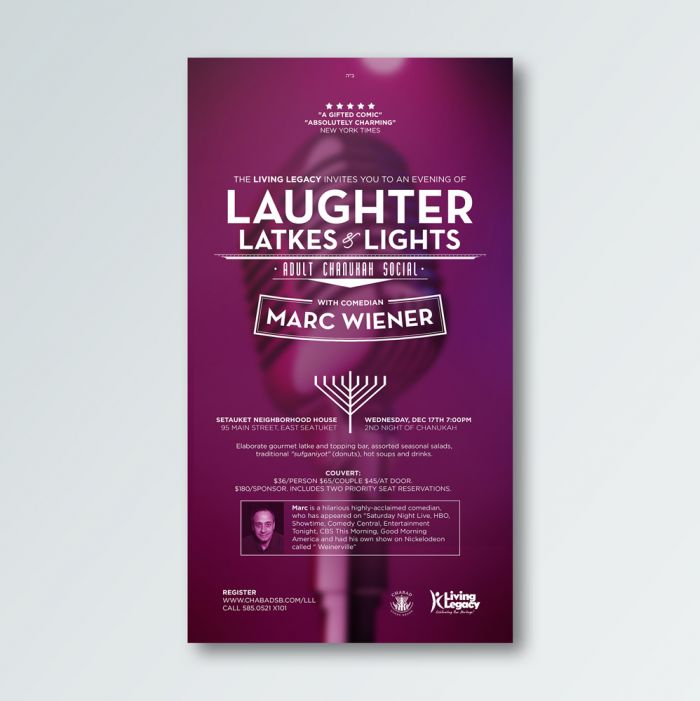 ב"ה
"A GIFTED COMIC"
"ABSOLUTELY CHARMING"
NEW YORK TIMES
THE LIVING LEGACY INVITES YOU TO AN EVENING OF
LAUGHTER
LATKES & LIGHTS
· ADULT CHANUKAH SOCIAL ·
WITH COMEDIAN
MARC WIENER
SETAUKET NEIGHBORHOOD HOUSE
95 MAIN STREET, EAST SEATUKET
WEDNESDAY, DEC 17TH 7:00PM
2ND NIGHT OF CHANUKAH
Elaborate gourmet latke and topping bar, assorted seasonal salads,
traditional "sufganiyot" (donuts), hot soups and drinks.
COUVERT:
$36/PERSON $65/COUPLE $45/AT DOOR.
$180/SPONSOR. INCLUDES TWO PRIORITY SEAT RESERVATIONS.
Marc is a hilarious highly-acclaimed comedian,
who has appeared on "Saturday Night Live, HBO,
Showtime, Comedy Central, Entertainment
Tonight, CBS This Morning, Good Morning
America and had his own show on Nickelodeon
called " Weinerville"
REGISTER
WWW.CHABADSB.COM/LLL
CALL 585.0521 X101
CHABAD
Living
Legacy
Celebrating Our Heritage!